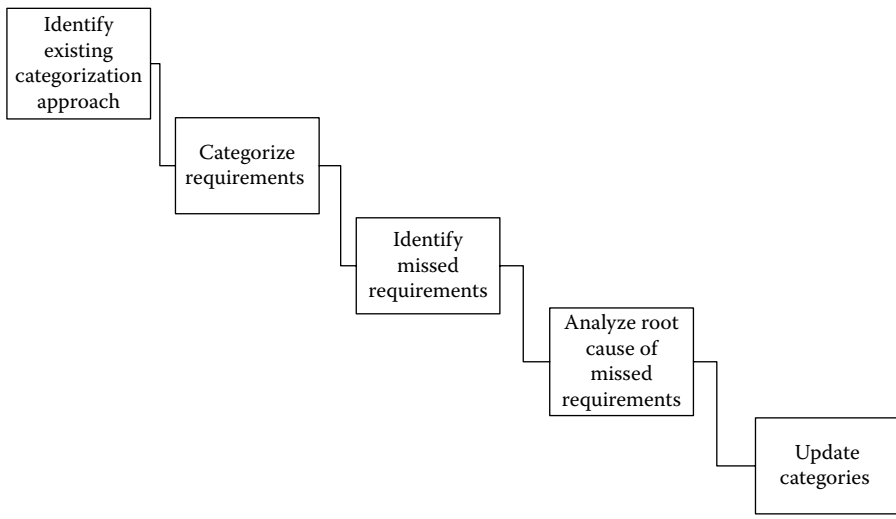 Identify
existing
categorization
approach
Categorize
requirements
Identify
missed
requirements
Analyze root
cause of
missed
requirements
Update
categories